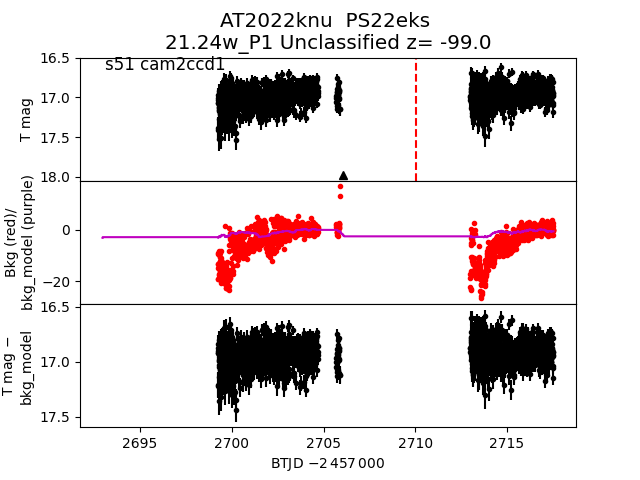 AT2022knu  PS22eks
21.24w_P1 Unclassified z= -99.0
s51 cam2ccd1
T mag
16.5
17.0
17.5
18.0
Bkg (red)/
bkg_model (purple)
0
−20
T mag −
bkg_model
16.5
17.0
17.5
2695 2700 2705 2710 2715
BTJD −2 457 000